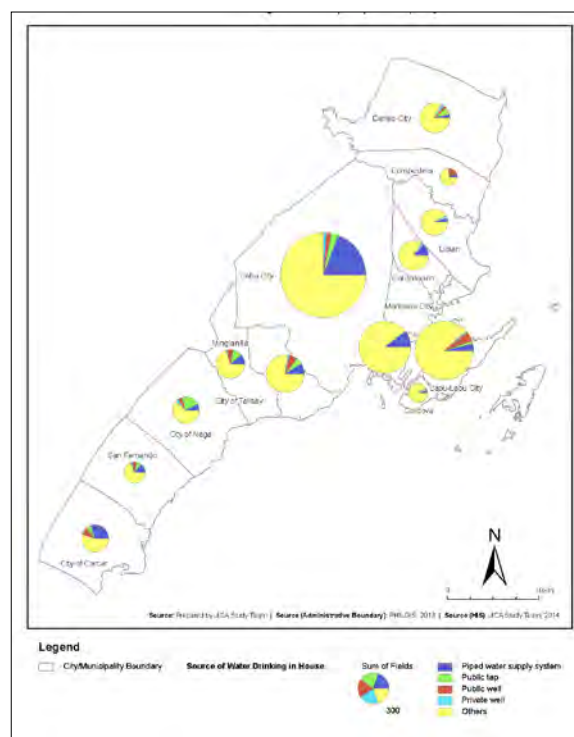 Danao City
Compostela
Liloan
Consolacion
Cebu City
Mandaue City
Minglanilla
Lapu-Lapu City
City of Talisay
Cordova
City of Naga
San Fernando
City of Carcar
N
Source: Prepared by JICA Study Team | Source (Administrative Boundary): PhilGIS, 2013 | Source (HIS): JICA Study Team, 2014
Legend
City/Municipality Boundary
Source of Water Drinking in House
Sum of Fields
300
Piped water supply system
Public tap
Public well
Private well
Others